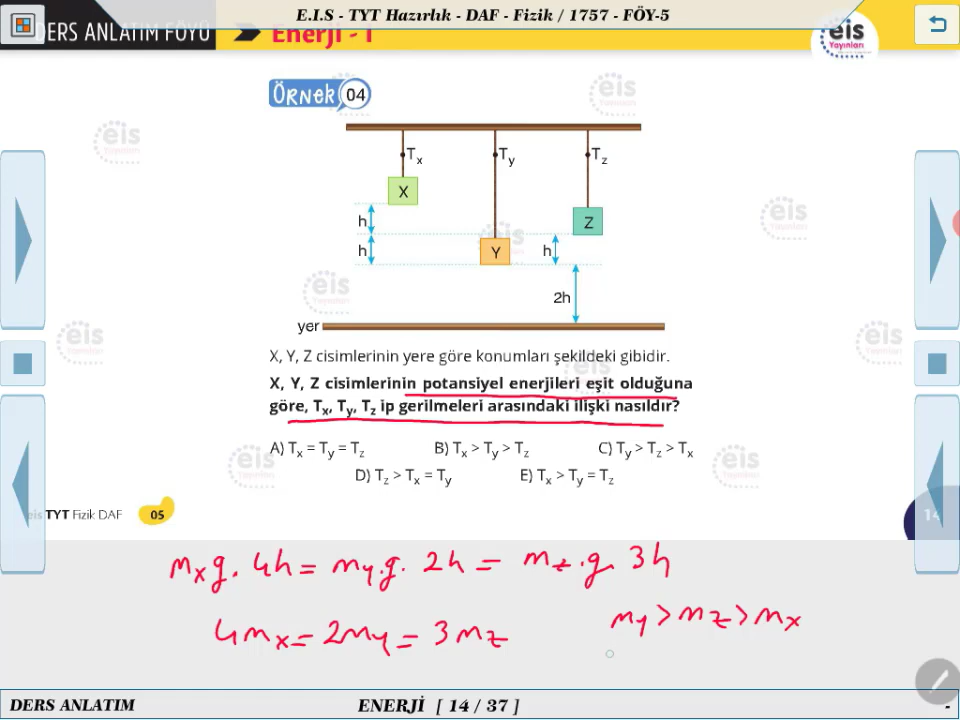 E.I.S - TYT Hazırlık - DAF - Fizik / 1757 - FÖY-5
DERS ANLATIM FÖYÜ
Enerji - 1
eis
Yayınları
ÖRNEK 04
Tx
Ty
Tz
X
h
Z
h
Y
h
2h
yer
X, Y, Z cisimlerinin yere göre konumları şekildeki gibidir.
X, Y, Z cisimlerinin potansiyel enerjileri eşit olduğuna
göre, Tx, Ty, Tz ip gerilmeleri arasındaki ilişki nasıldır?
A) Tx = Ty = Tz B) Tx > Ty > Tz C) Ty > Tz > Tx
D) Tz > Tx = Ty E) Tx > Ty = Tz
eis TYT Fizik DAF 05
14
mxg. 4h = my.g. 2h = mz.g. 3h
4mx = 2my = 3mz
my > mz > mx
DERS ANLATIM ENERJİ [ 14 / 37 ] -